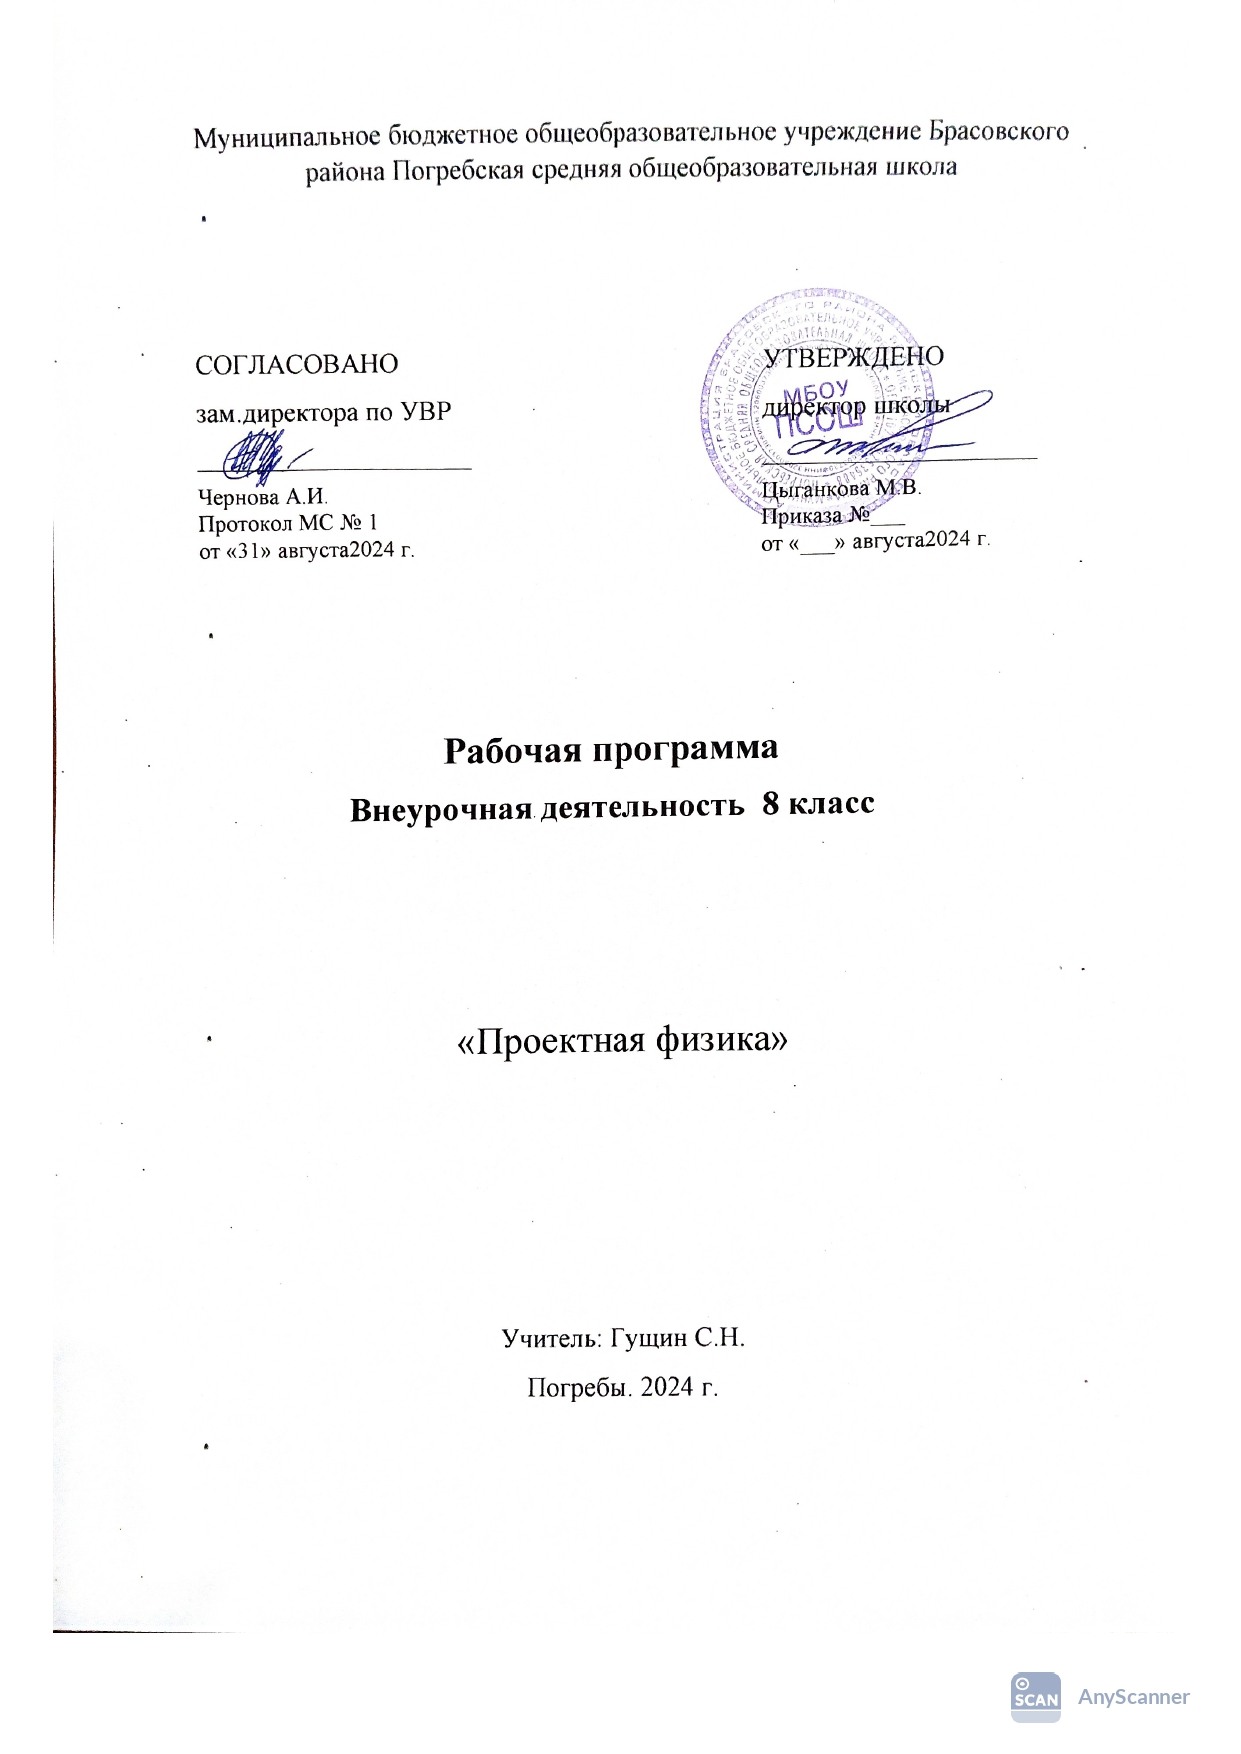 Муниципальное бюджетное общеобразовательное учреждение Брасовского
района Погребская средняя общеобразовательная школа
СОГЛАСОВАНО
зам.директора по УВР
Чернова А.И.
Протокол МС № 1
от «31» августа2024 г.
УТВЕРЖДЕНО
директор школы
МБОУ
ПСОШ
Цыганкова М.В.
Приказа №___
от «___» августа2024 г.
Рабочая программа
Внеурочная деятельность 8 класс
«Проектная физика»
Учитель: Гущин С.Н.
Погребы. 2024 г.
SCAN
AnyScanner